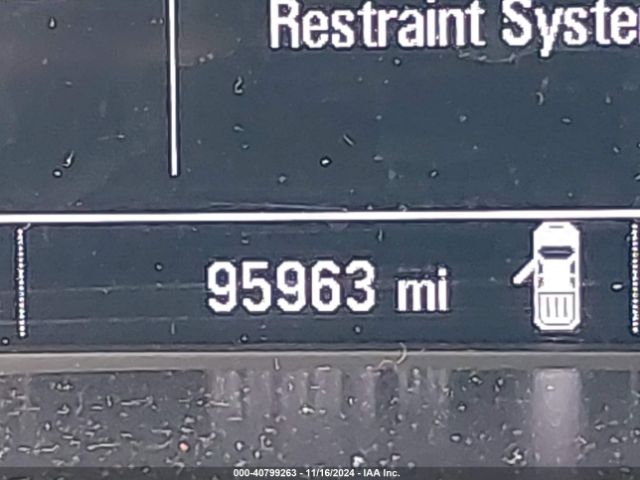 Restraint Syste
95963 mi
000-40799263 - 11/16/2024 - IAA Inc.